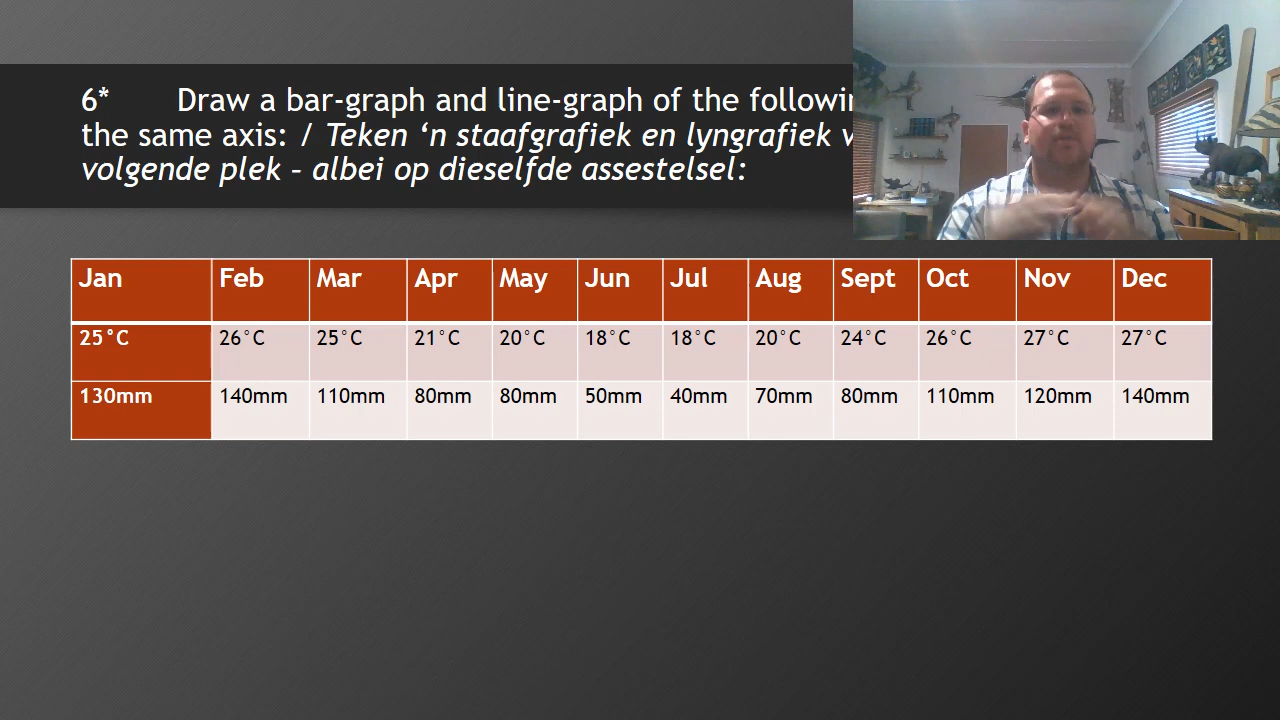 6* Draw a bar-graph and line-graph of the
the same axis: / Teken ‘n staafgrafiek en lyngrafiek
volgende plek – albei op dieselfde assestelsel:
Jan Feb Mar Apr May Jun Jul Aug Sept Oct Nov Dec
25°C 26°C 25°C 21°C 20°C 18°C 18°C 20°C 24°C 26°C 27°C 27°C
130mm 140mm 110mm 80mm 80mm 50mm 40mm 70mm 80mm 110mm 120mm 140mm